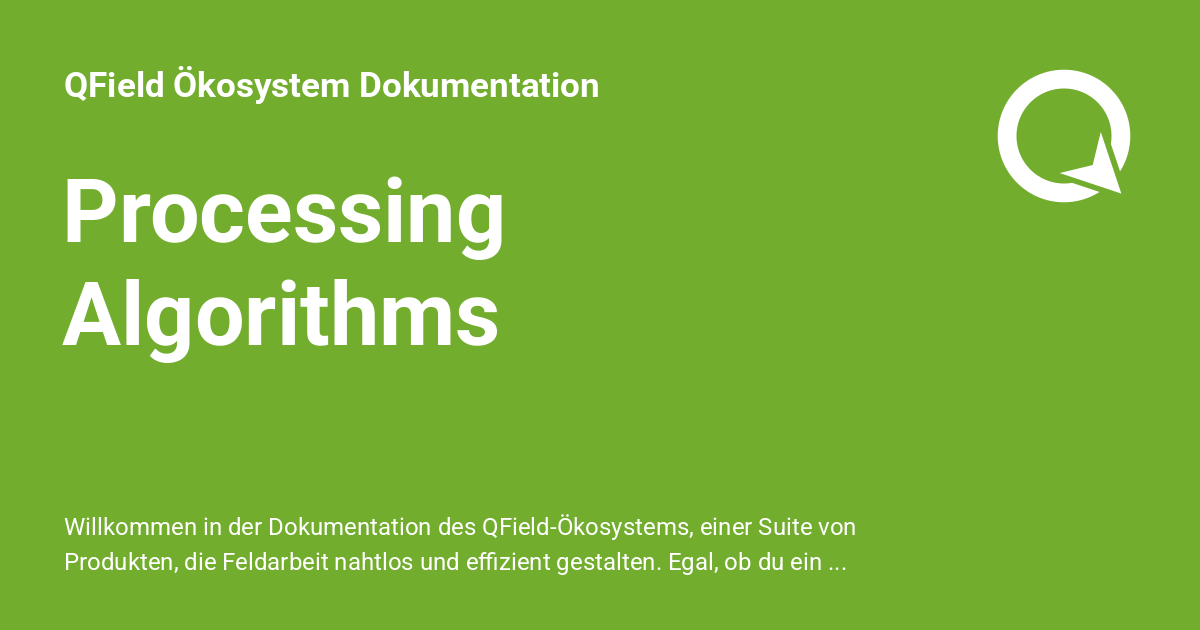 QField Ökosystem Dokumentation
Processing
Algorithms
Willkommen in der Dokumentation des QField-Ökosystems, einer Suite von
Produkten, die Feldarbeit nahtlos und effizient gestalten. Egal, ob du ein ...